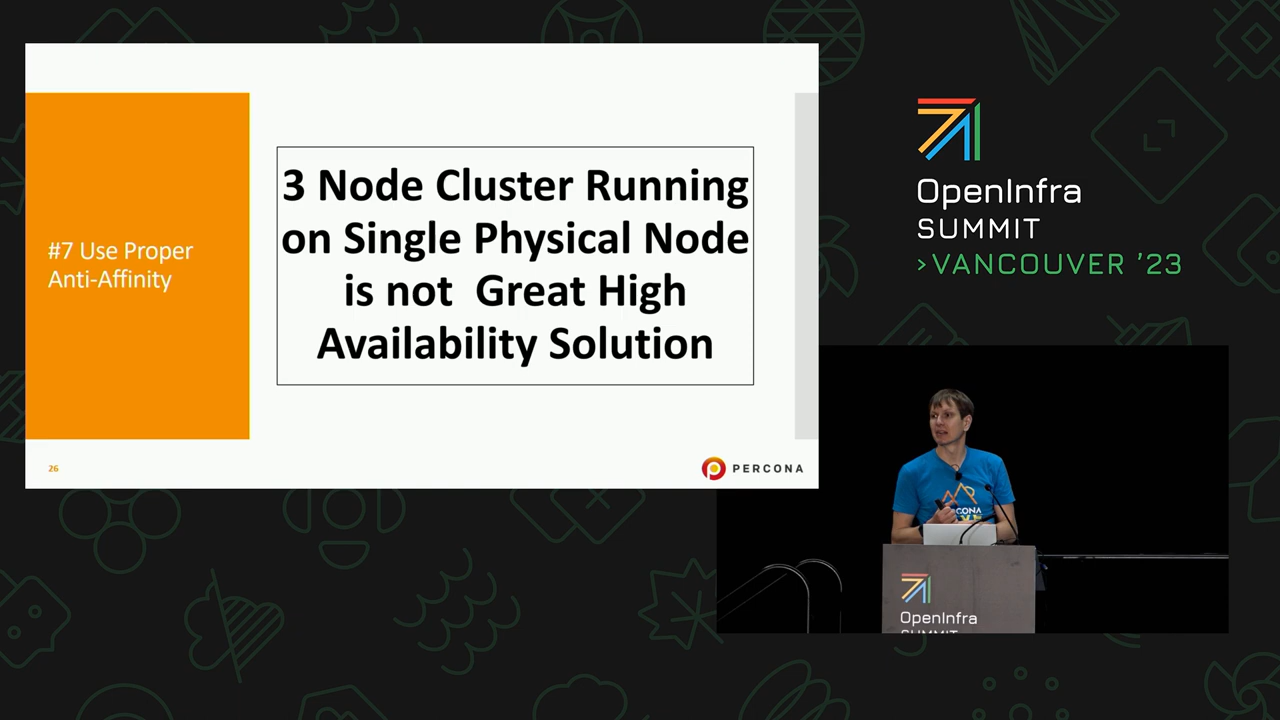 #7 Use Proper
Anti-Affinity
3 Node Cluster Running
on Single Physical Node
is not  Great High
Availability Solution
26
PERCONA
OpenInfra
SUMMIT
>VANCOUVER '23
OpenInfra
SUMMIT